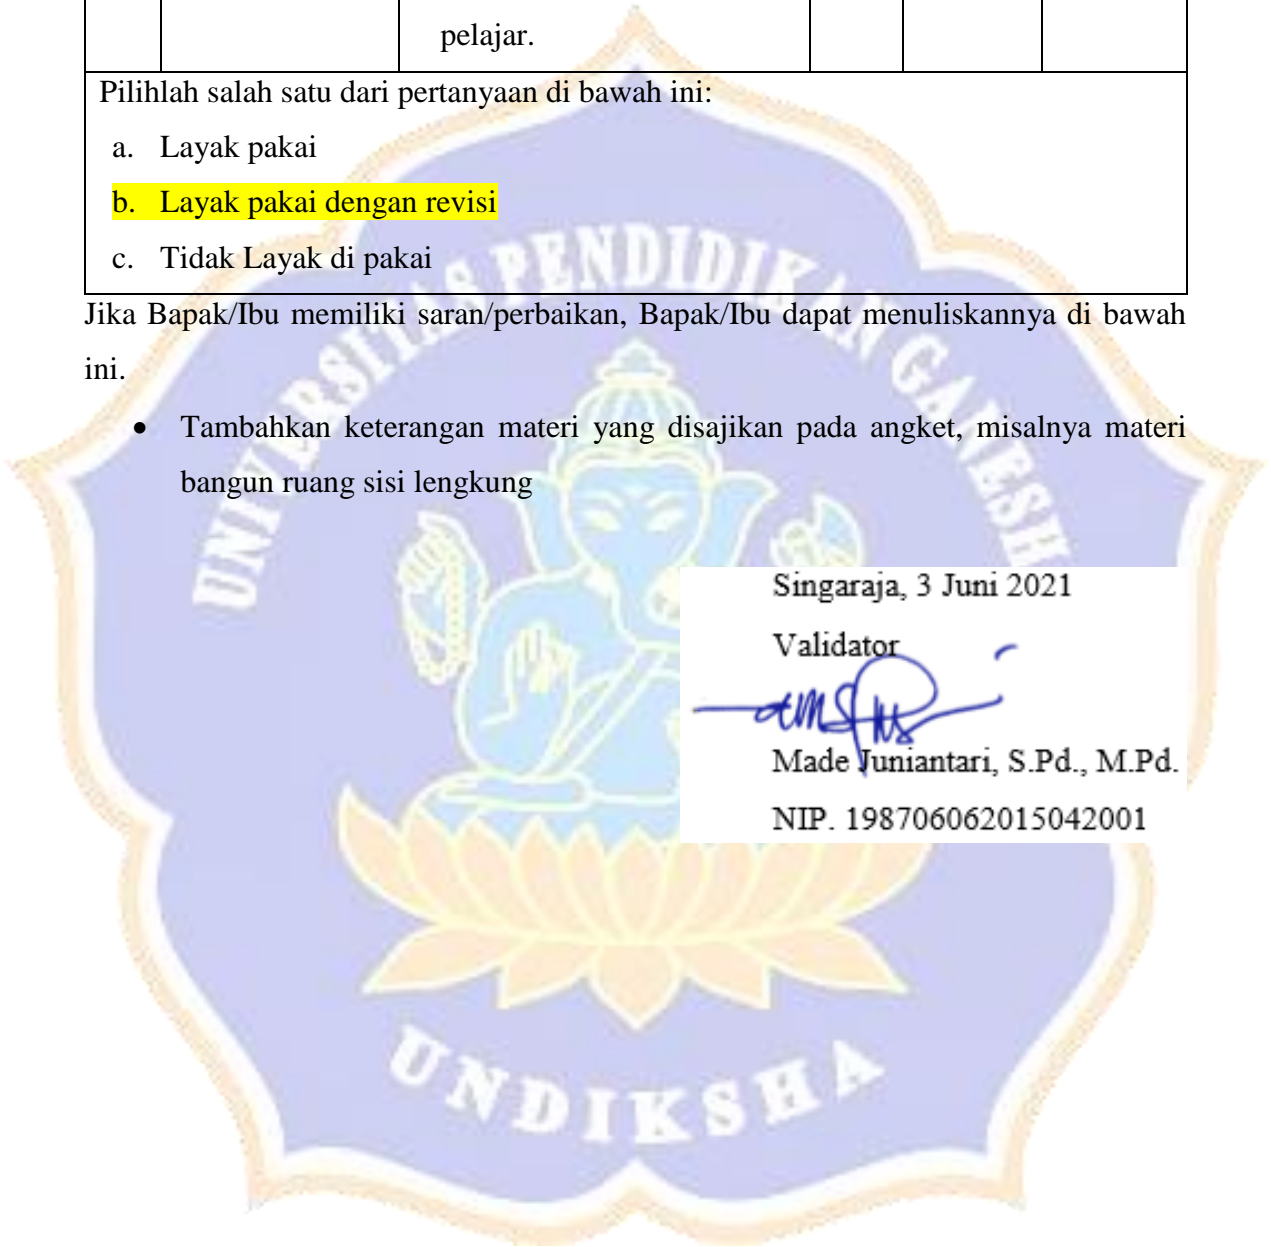 pelajar.
Pilihlah salah satu dari pertanyaan di bawah ini:
a. Layak pakai
b. Layak pakai dengan revisi
c. Tidak Layak di pakai
Jika Bapak/Ibu memiliki saran/perbaikan, Bapak/Ibu dapat menuliskannya di bawah
ini.
• Tambahkan keterangan materi yang disajikan pada angket, misalnya materi
bangun ruang sisi lengkung
Singaraja, 3 Juni 2021
Validator
Made Juniantari, S.Pd., M.Pd.
NIP. 198706062015042001
UNIVERSITAS PENDIDIKAN GANESH
UNDIKSHA